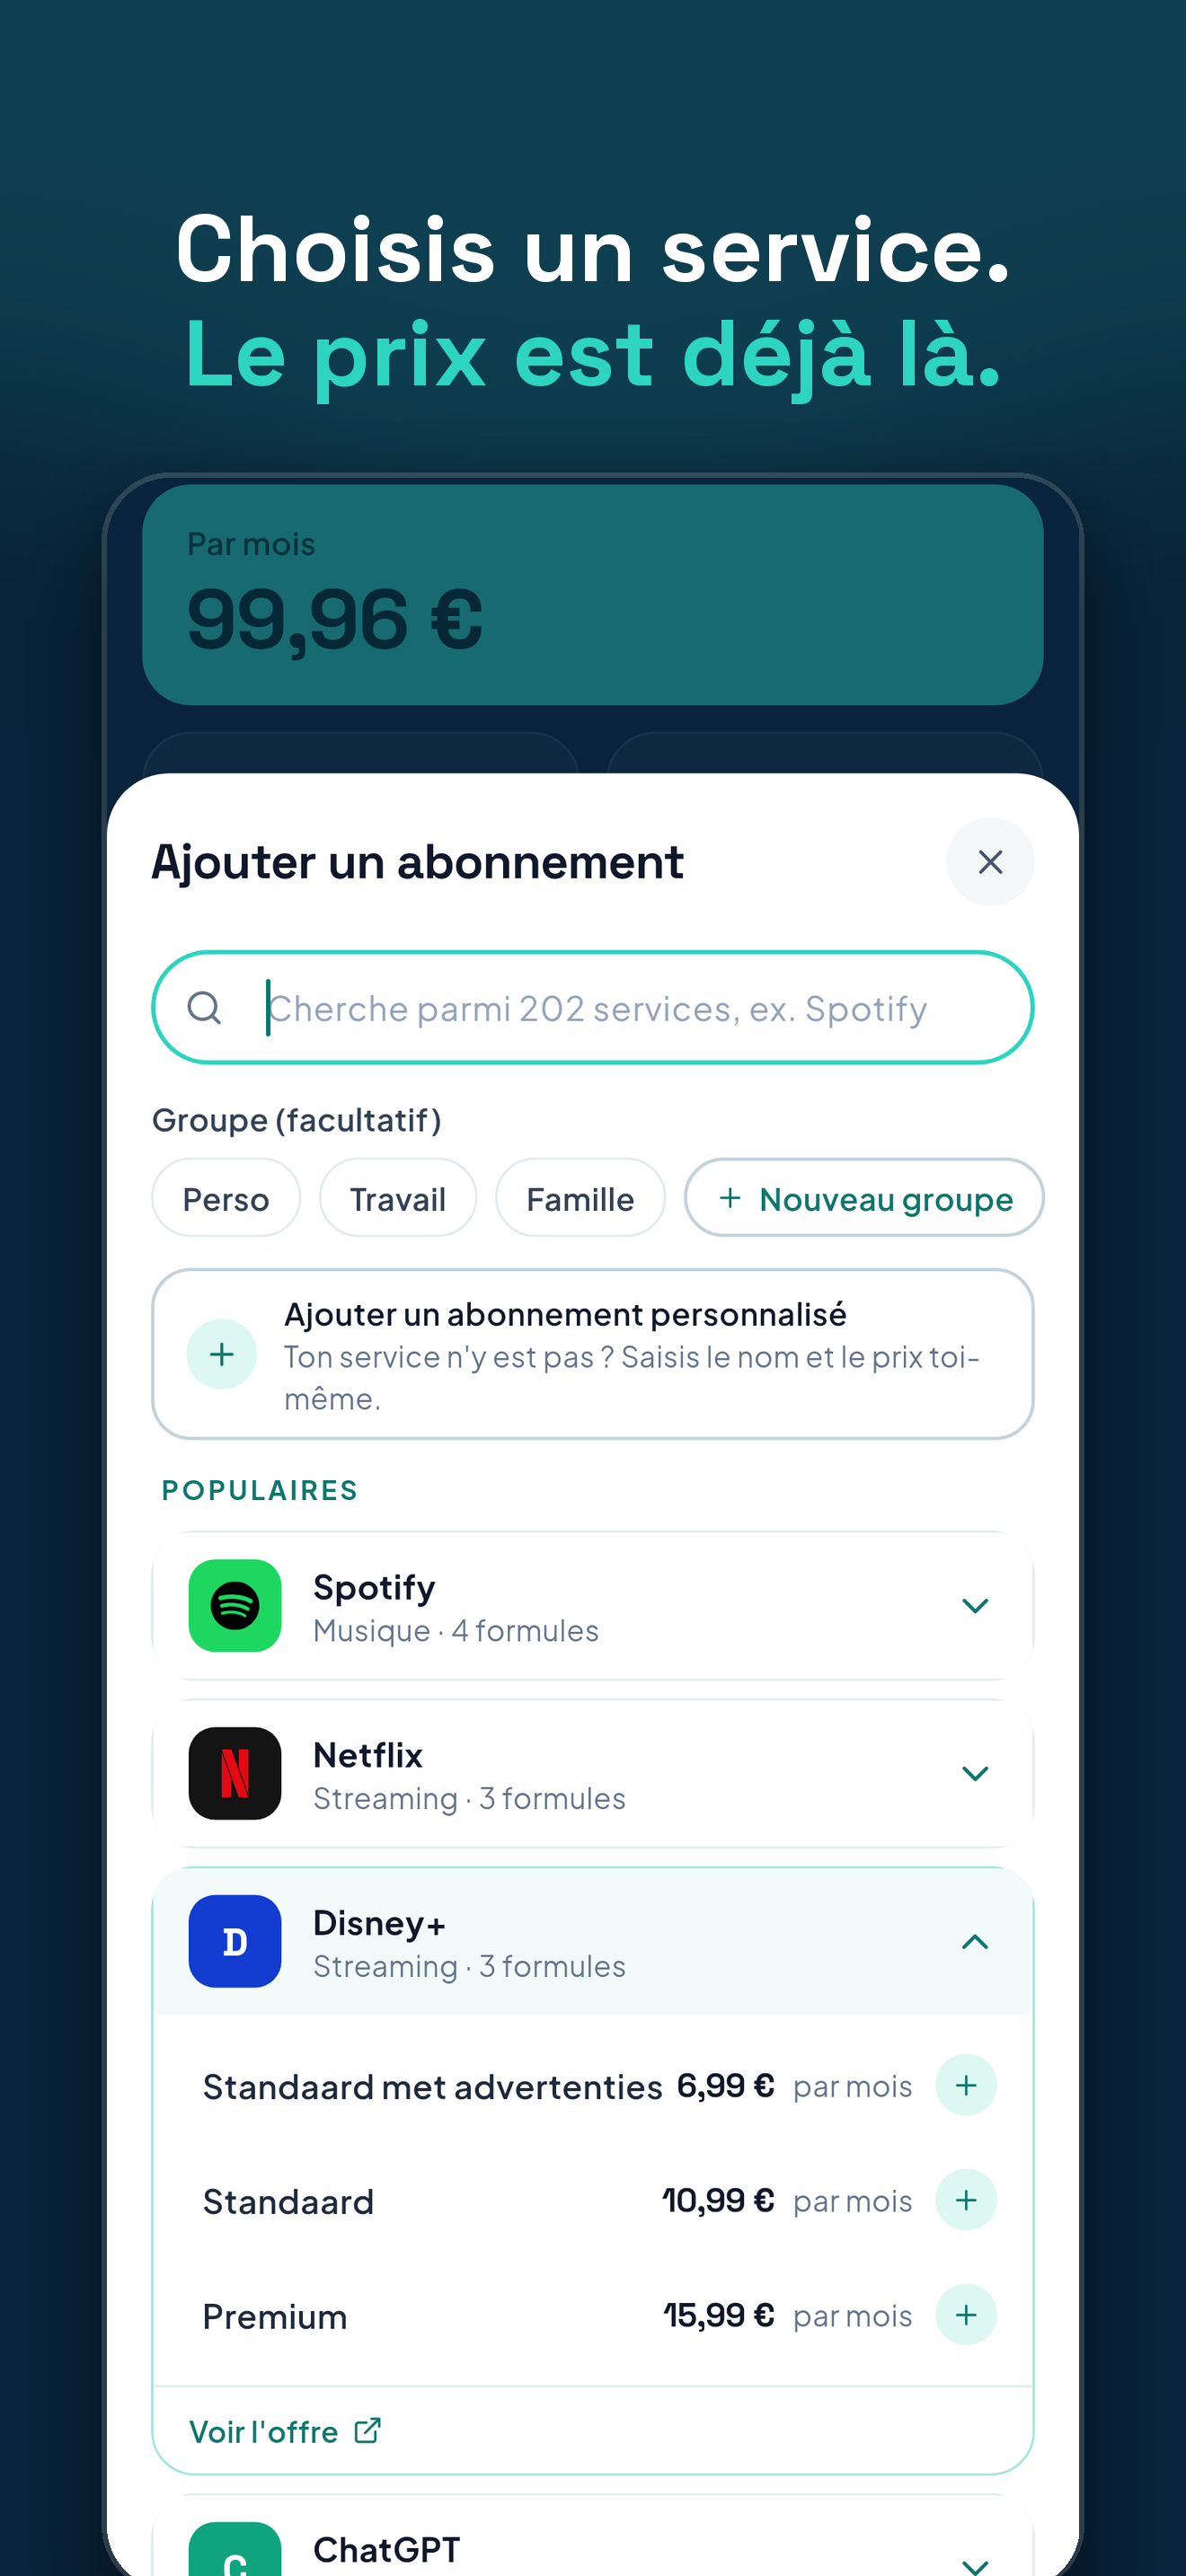 Choisis un service.
Le prix est déjà là.
Par mois
99,96 €
Ajouter un abonnement
Cherche parmi 202 services, ex. Spotify
Groupe (facultatif)
Perso
Travail
Famille
+ Nouveau groupe
Ajouter un abonnement personnalisé
Ton service n'y est pas ? Saisis le nom et le prix toi-
même.
POPULAIRES
Spotify
Musique · 4 formules
N
Netflix
Streaming · 3 formules
D
Disney+
Streaming · 3 formules
Standaard met advertenties 6,99 € par mois
Standaard 10,99 € par mois
Premium 15,99 € par mois
Voir l'offre
C
ChatGPT